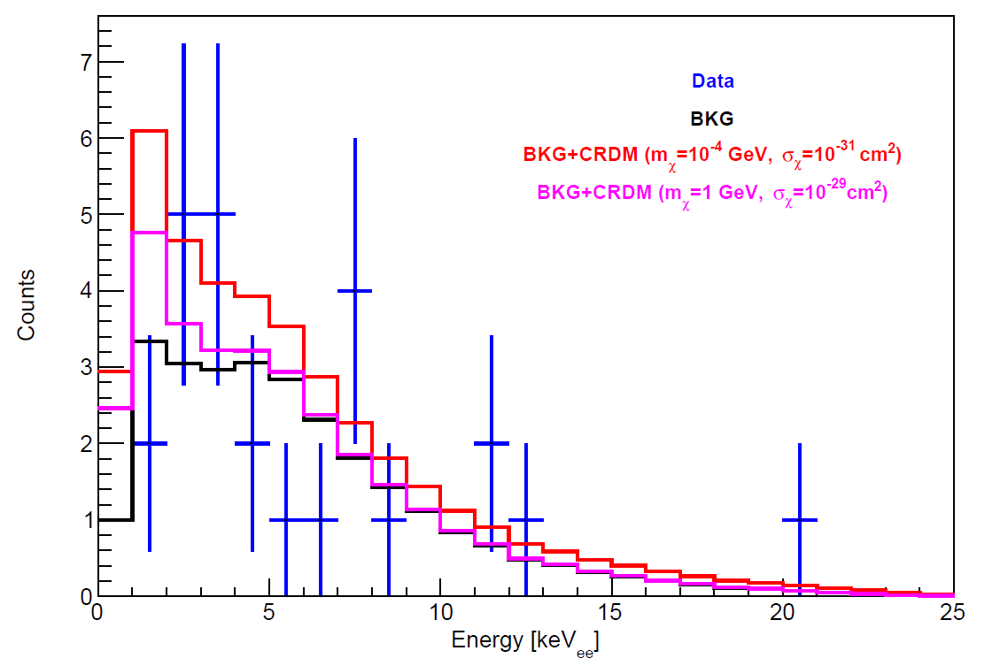 7
6
5
4
3
2
1
0
Counts
Data
BKG
BKG+CRDM (mχ=10-4 GeV, σχ=10-31 cm2)
BKG+CRDM (mχ=1 GeV, σχ=10-29cm2)
0 5 10 15 20 25
Energy [keVee]